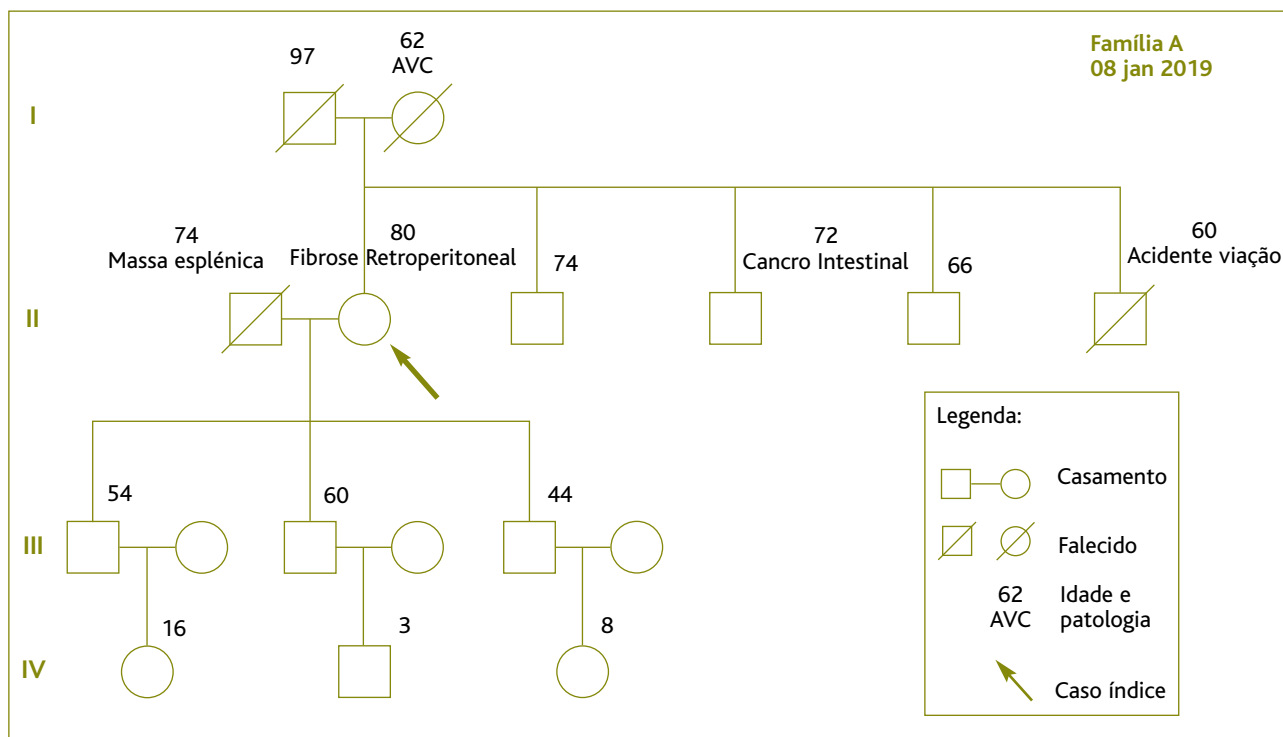 Família A
08 jan 2019
97
62
AVC
I
74
Massa esplénica
80
Fibrose Retroperitoneal
74
72
Cancro Intestinal
66
60
Acidente viação
II
Legenda:
Casamento
Falecido
62
AVC
Idade e
patologia
Caso índice
54
60
44
III
16
3
8
IV